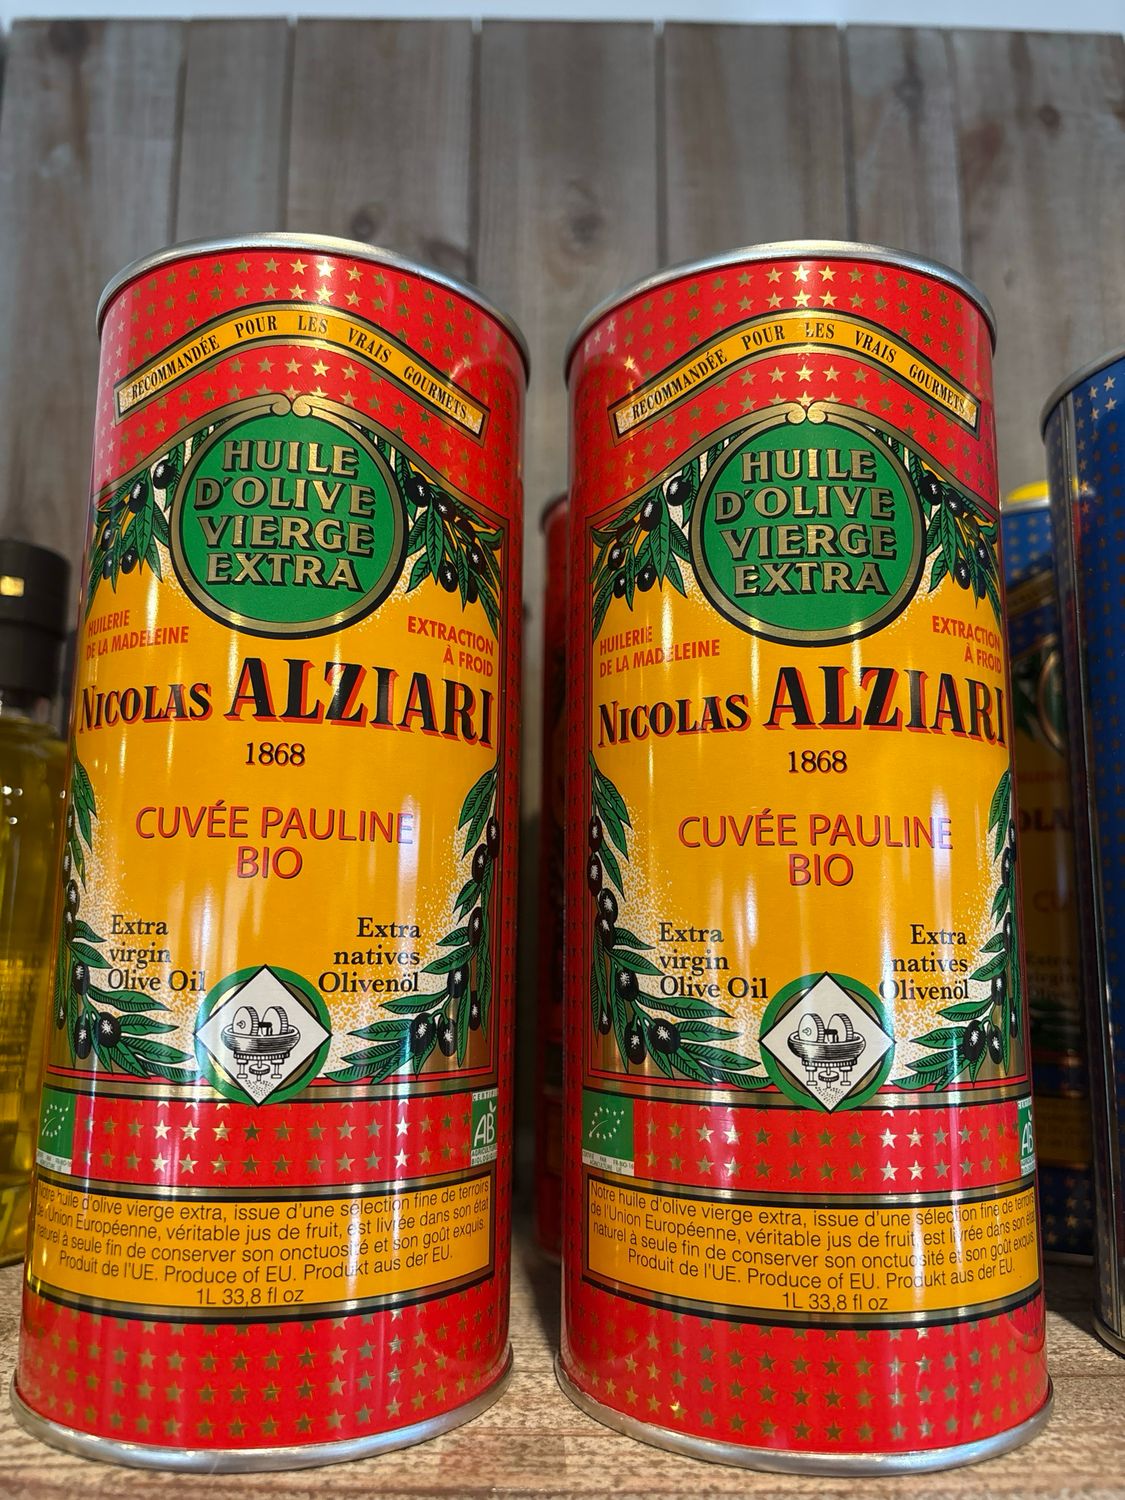 RECOMMANDÉE POUR LES VRAIS GOURMETS
HUILE
D'OLIVE
VIERGE
EXTRA
HUILERIE
DE LA MADELEINE
EXTRACTION
À FROID
NICOLAS ALZIARI
1868
CUVÉE PAULINE
BIO
Extra
virgin
Olive Oil
Extra
natives
Olivenöl
AB
Notre huile d'olive vierge extra, issue d'une sélection fine de terroirs
de l'Union Européenne, véritable jus de fruit, est livrée dans son état
naturel à seule fin de conserver son onctuosité et son goût exquis.
Produit de l'UE. Produce of EU. Produkt aus der EU.
1L 33,8 fl oz
RECOMMANDÉE POUR LES VRAIS GOURMETS
HUILE
D'OLIVE
VIERGE
EXTRA
HUILERIE
DE LA MADELEINE
EXTRACTION
À FROID
NICOLAS ALZIARI
1868
CUVÉE PAULINE
BIO
Extra
virgin
Olive Oil
Extra
natives
Olivenöl
AB
Notre huile d'olive vierge extra, issue d'une sélection fine de terroirs
de l'Union Européenne, véritable jus de fruit, est livrée dans son état
naturel à seule fin de conserver son onctuosité et son goût exquis.
Produit de l'UE. Produce of EU. Produkt aus der EU.
1L 33,8 fl oz